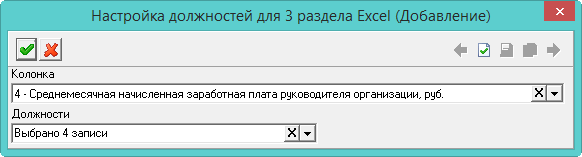 Настройка должностей для 3 раздела Excel (Добавление)
Колонка
4 - Среднемесячная начисленная заработная плата руководителя организации, руб.
Должности
Выбрано 4 записи